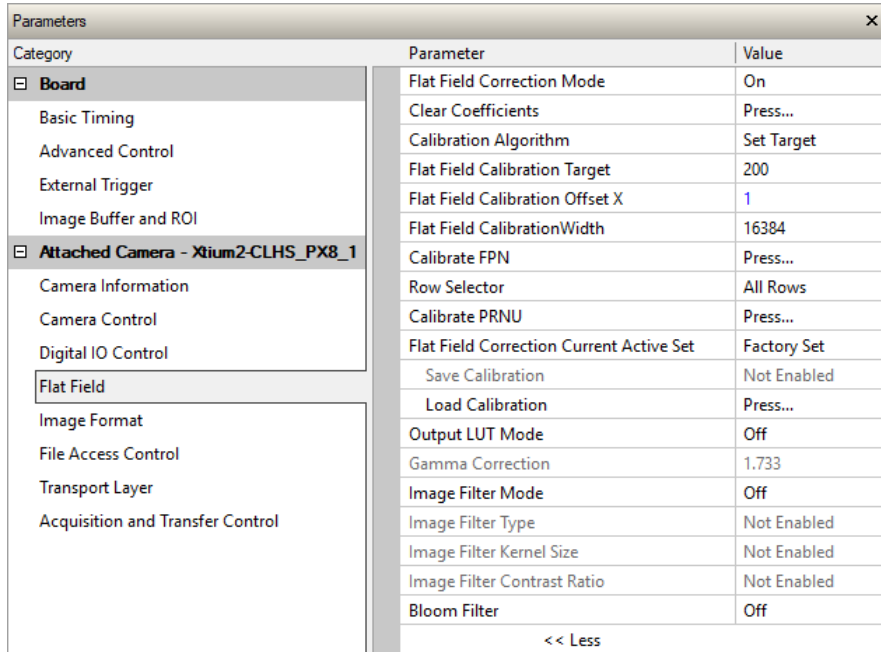 Parameters
Category
Board
Basic Timing
Advanced Control
External Trigger
Image Buffer and ROI
Attached Camera - Xtium2-CLHS_PX8_1
Camera Information
Camera Control
Digital IO Control
Flat Field
Image Format
File Access Control
Transport Layer
Acquisition and Transfer Control
Parameter Value
Flat Field Correction Mode On
Clear Coefficients Press...
Calibration Algorithm Set Target
Flat Field Calibration Target 200
Flat Field Calibration Offset X 1
Flat Field CalibrationWidth 16384
Calibrate FPN Press...
Row Selector All Rows
Calibrate PRNU Press...
Flat Field Correction Current Active Set Factory Set
Save Calibration Not Enabled
Load Calibration Press...
Output LUT Mode Off
Gamma Correction 1.733
Image Filter Mode Off
Image Filter Type Not Enabled
Image Filter Kernel Size Not Enabled
Image Filter Contrast Ratio Not Enabled
Bloom Filter Off
<< Less